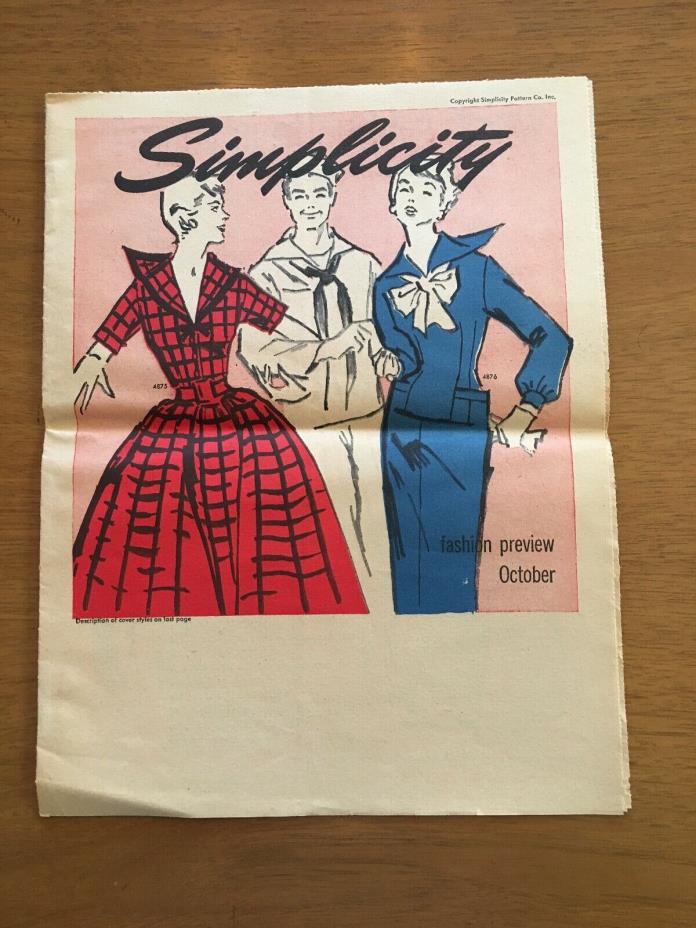 Copyright Simplicity Pattern Co. Inc.
Simplicity
4875
4876
fashion preview
October
Description of cover styles on last page